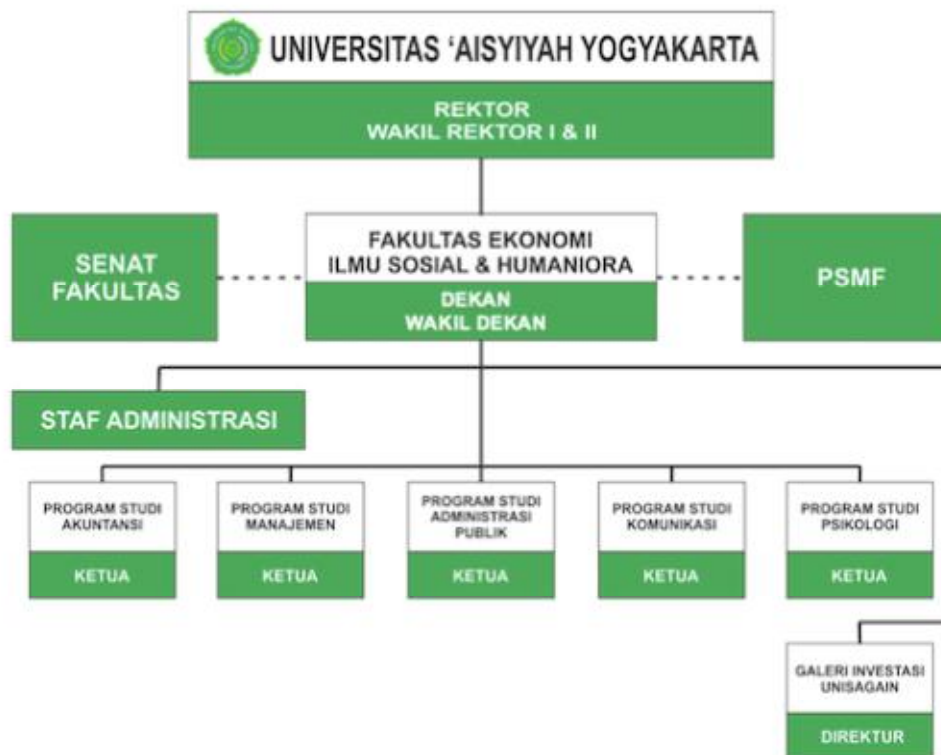 UNIVERSITAS ‘AISYIYAH YOGYAKARTA
REKTOR
WAKIL REKTOR I & II
SENAT
FAKULTAS
FAKULTAS EKONOMI
ILMU SOSIAL & HUMANIORA
DEKAN
WAKIL DEKAN
PSMF
STAF ADMINISTRASI
PROGRAM STUDI
AKUNTANSI
KETUA
PROGRAM STUDI
MANAJEMEN
KETUA
PROGRAM STUDI
ADMINISTRASI
PUBLIK
KETUA
PROGRAM STUDI
KOMUNIKASI
KETUA
PROGRAM STUDI
PSIKOLOGI
KETUA
GALERI INVESTASI
UNISAGAIN
DIREKTUR